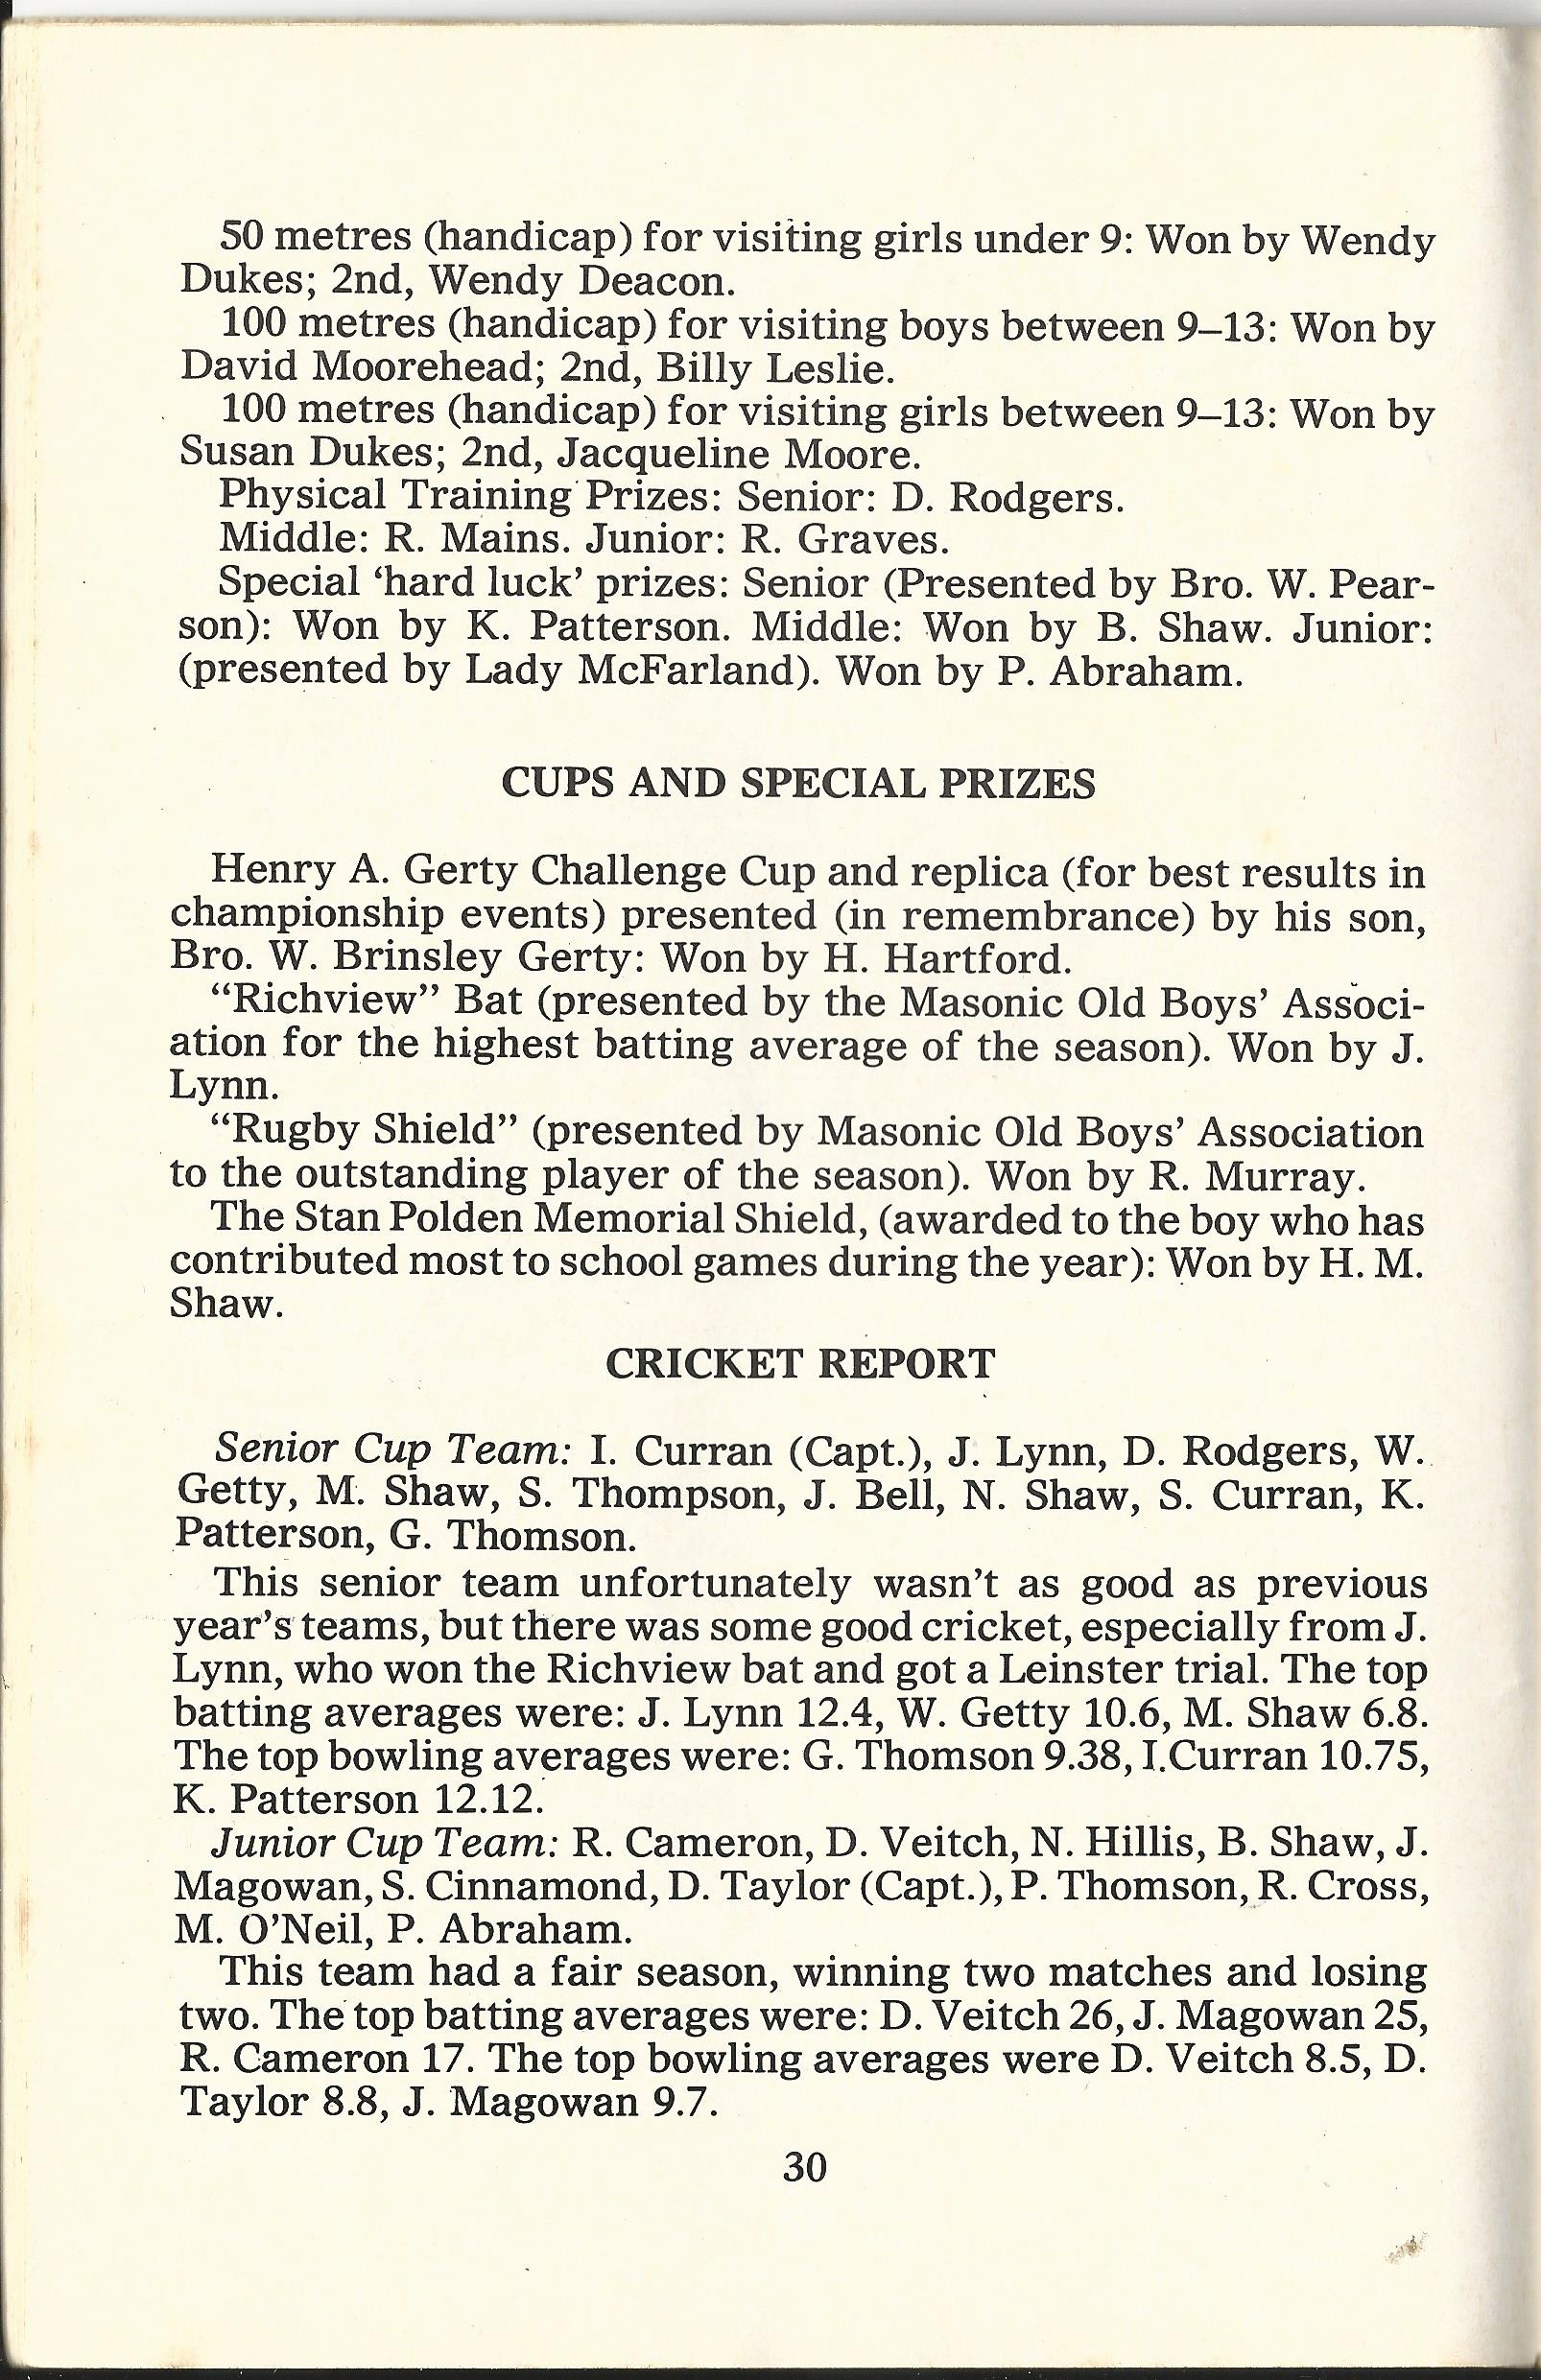 50 metres (handicap) for visiting girls under 9: Won by Wendy
Dukes; 2nd, Wendy Deacon.
100 metres (handicap) for visiting boys between 9–13: Won by
David Moorehead; 2nd, Billy Leslie.
100 metres (handicap) for visiting girls between 9–13: Won by
Susan Dukes; 2nd, Jacqueline Moore.
Physical Training Prizes: Senior: D. Rodgers.
Middle: R. Mains. Junior: R. Graves.
Special ‘hard luck’ prizes: Senior (Presented by Bro. W. Pear-
son): Won by K. Patterson. Middle: Won by B. Shaw. Junior:
(presented by Lady McFarland). Won by P. Abraham.
CUPS AND SPECIAL PRIZES
Henry A. Gerty Challenge Cup and replica (for best results in
championship events) presented (in remembrance) by his son,
Bro. W. Brinsley Gerty: Won by H. Hartford.
“Richview” Bat (presented by the Masonic Old Boys’ Associ-
ation for the highest batting average of the season). Won by J.
Lynn.
“Rugby Shield” (presented by Masonic Old Boys’ Association
to the outstanding player of the season). Won by R. Murray.
The Stan Polden Memorial Shield, (awarded to the boy who has
contributed most to school games during the year): Won by H. M.
Shaw.
CRICKET REPORT
Senior Cup Team: I. Curran (Capt.), J. Lynn, D. Rodgers, W.
Getty, M. Shaw, S. Thompson, J. Bell, N. Shaw, S. Curran, K.
Patterson, G. Thomson.
This senior team unfortunately wasn't as good as previous
year's teams, but there was some good cricket, especially from J.
Lynn, who won the Richview bat and got a Leinster trial. The top
batting averages were: J. Lynn 12.4, W. Getty 10.6, M. Shaw 6.8.
The top bowling averages were: G. Thomson 9.38, I.Curran 10.75,
K. Patterson 12.12.
Junior Cup Team: R. Cameron, D. Veitch, N. Hillis, B. Shaw, J.
Magowan, S. Cinnamond, D. Taylor (Capt.), P. Thomson, R. Cross,
M. O'Neil, P. Abraham.
This team had a fair season, winning two matches and losing
two. The top batting averages were: D. Veitch 26, J. Magowan 25,
R. Cameron 17. The top bowling averages were D. Veitch 8.5, D.
Taylor 8.8, J. Magowan 9.7.
30